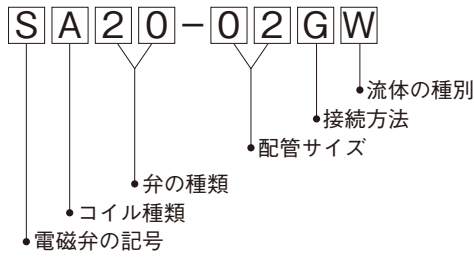 SA20-02GW
流体の種別
接続方法
配管サイズ
弁の種類
コイル種類
電磁弁の記号